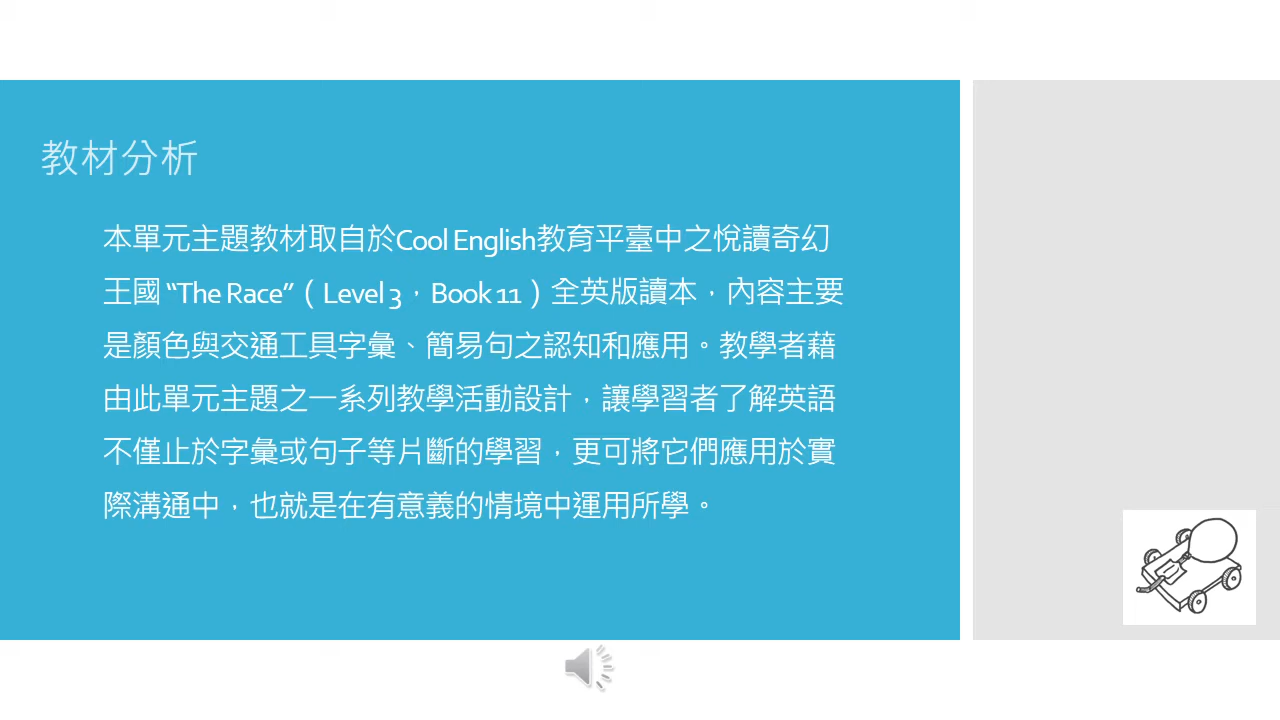 教材分析
本單元主題教材取自於Cool English教育平臺中之悅讀奇幻
王國 “The Race”（Level 3，Book 11）全英版讀本，內容主要
是顏色與交通工具字彙、簡易句之認知和應用。教學者藉
由此單元主題之一系列教學活動設計，讓學習者了解英語
不僅止於字彙或句子等片斷的學習，更可將它們應用於實
際溝通中，也就是在有意義的情境中運用所學。